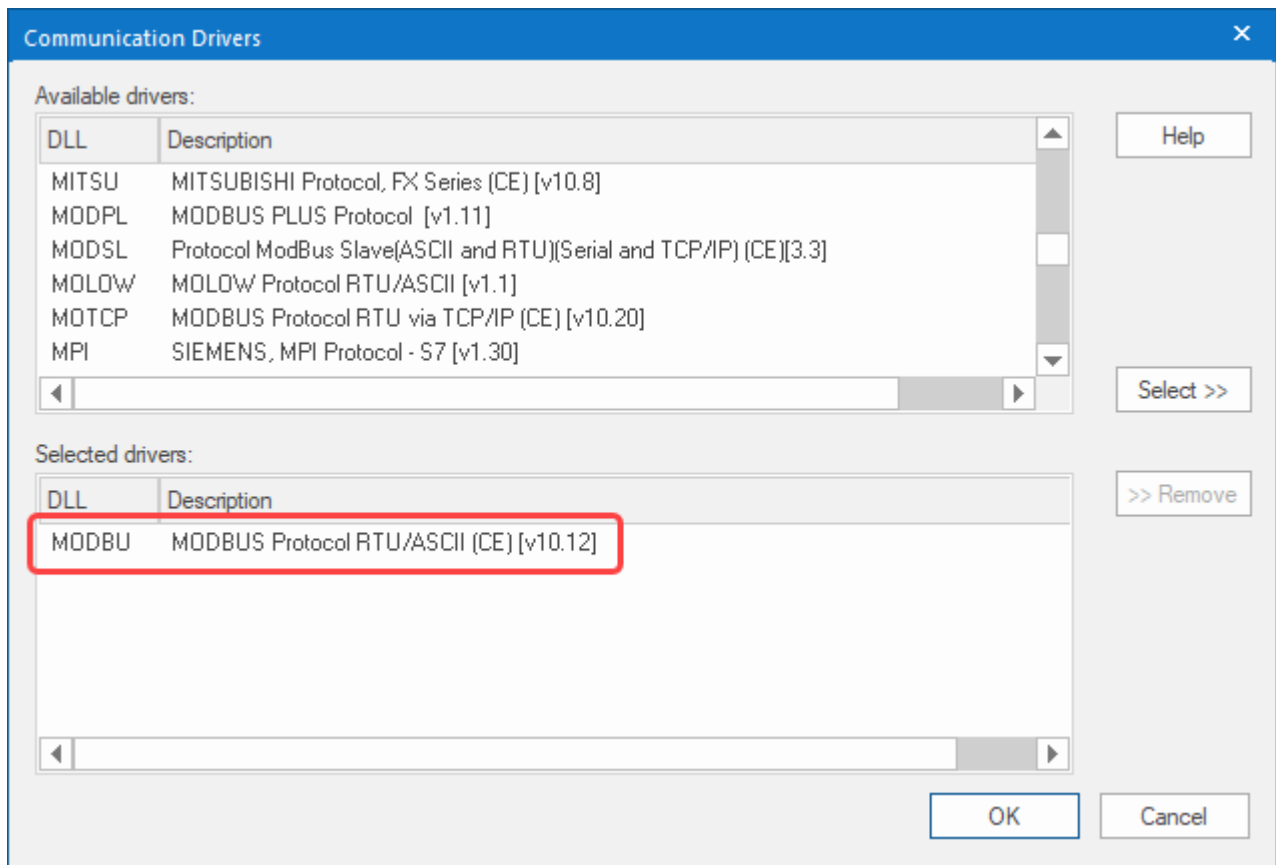 Communication Drivers
Available drivers:
DLL Description
Help
MITSU MITSUBISHI Protocol, FX Series (CE) [v10.8]
MODPL MODBUS PLUS Protocol [v1.11]
MODSL Protocol ModBus Slave(ASCII and RTU)(Serial and TCP/IP) (CE)[3.3]
MOLOW MOLOW Protocol RTU/ASCII [v1.1]
MOTCP MODBUS Protocol RTU via TCP/IP (CE) [v10.20]
MPI SIEMENS, MPI Protocol - S7 [v1.30]
Select >>
Selected drivers:
DLL Description
>> Remove
MODBU MODBUS Protocol RTU/ASCII (CE) [v10.12]
OK Cancel